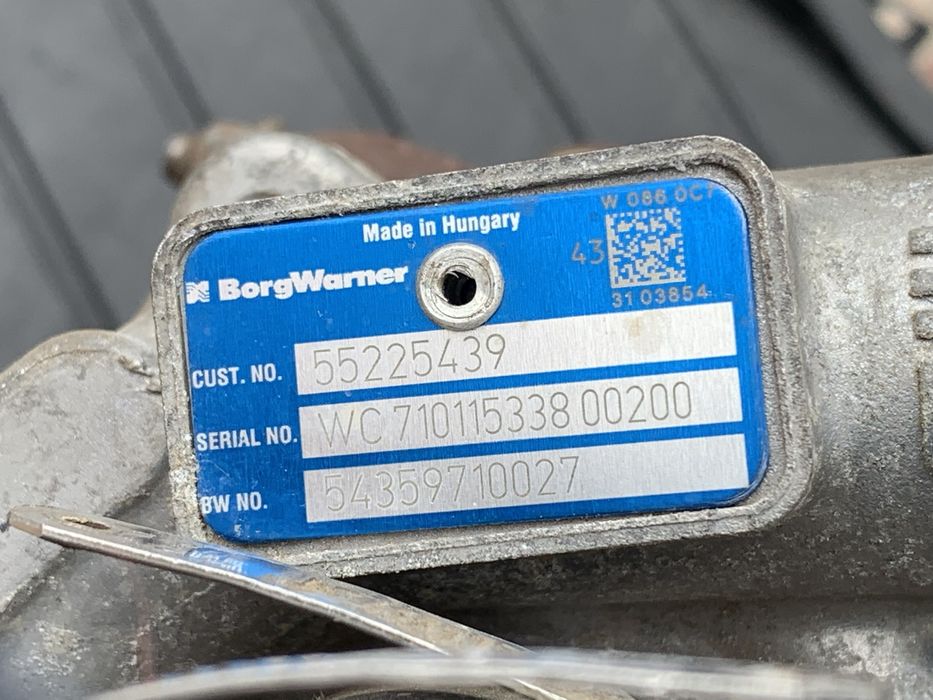 W 086 0C7
Made in Hungary
43
BorgWarner
31 03854
CUST. NO. 55225439
SERIAL NO. WC 710115338 00200
BW NO. 54359710027